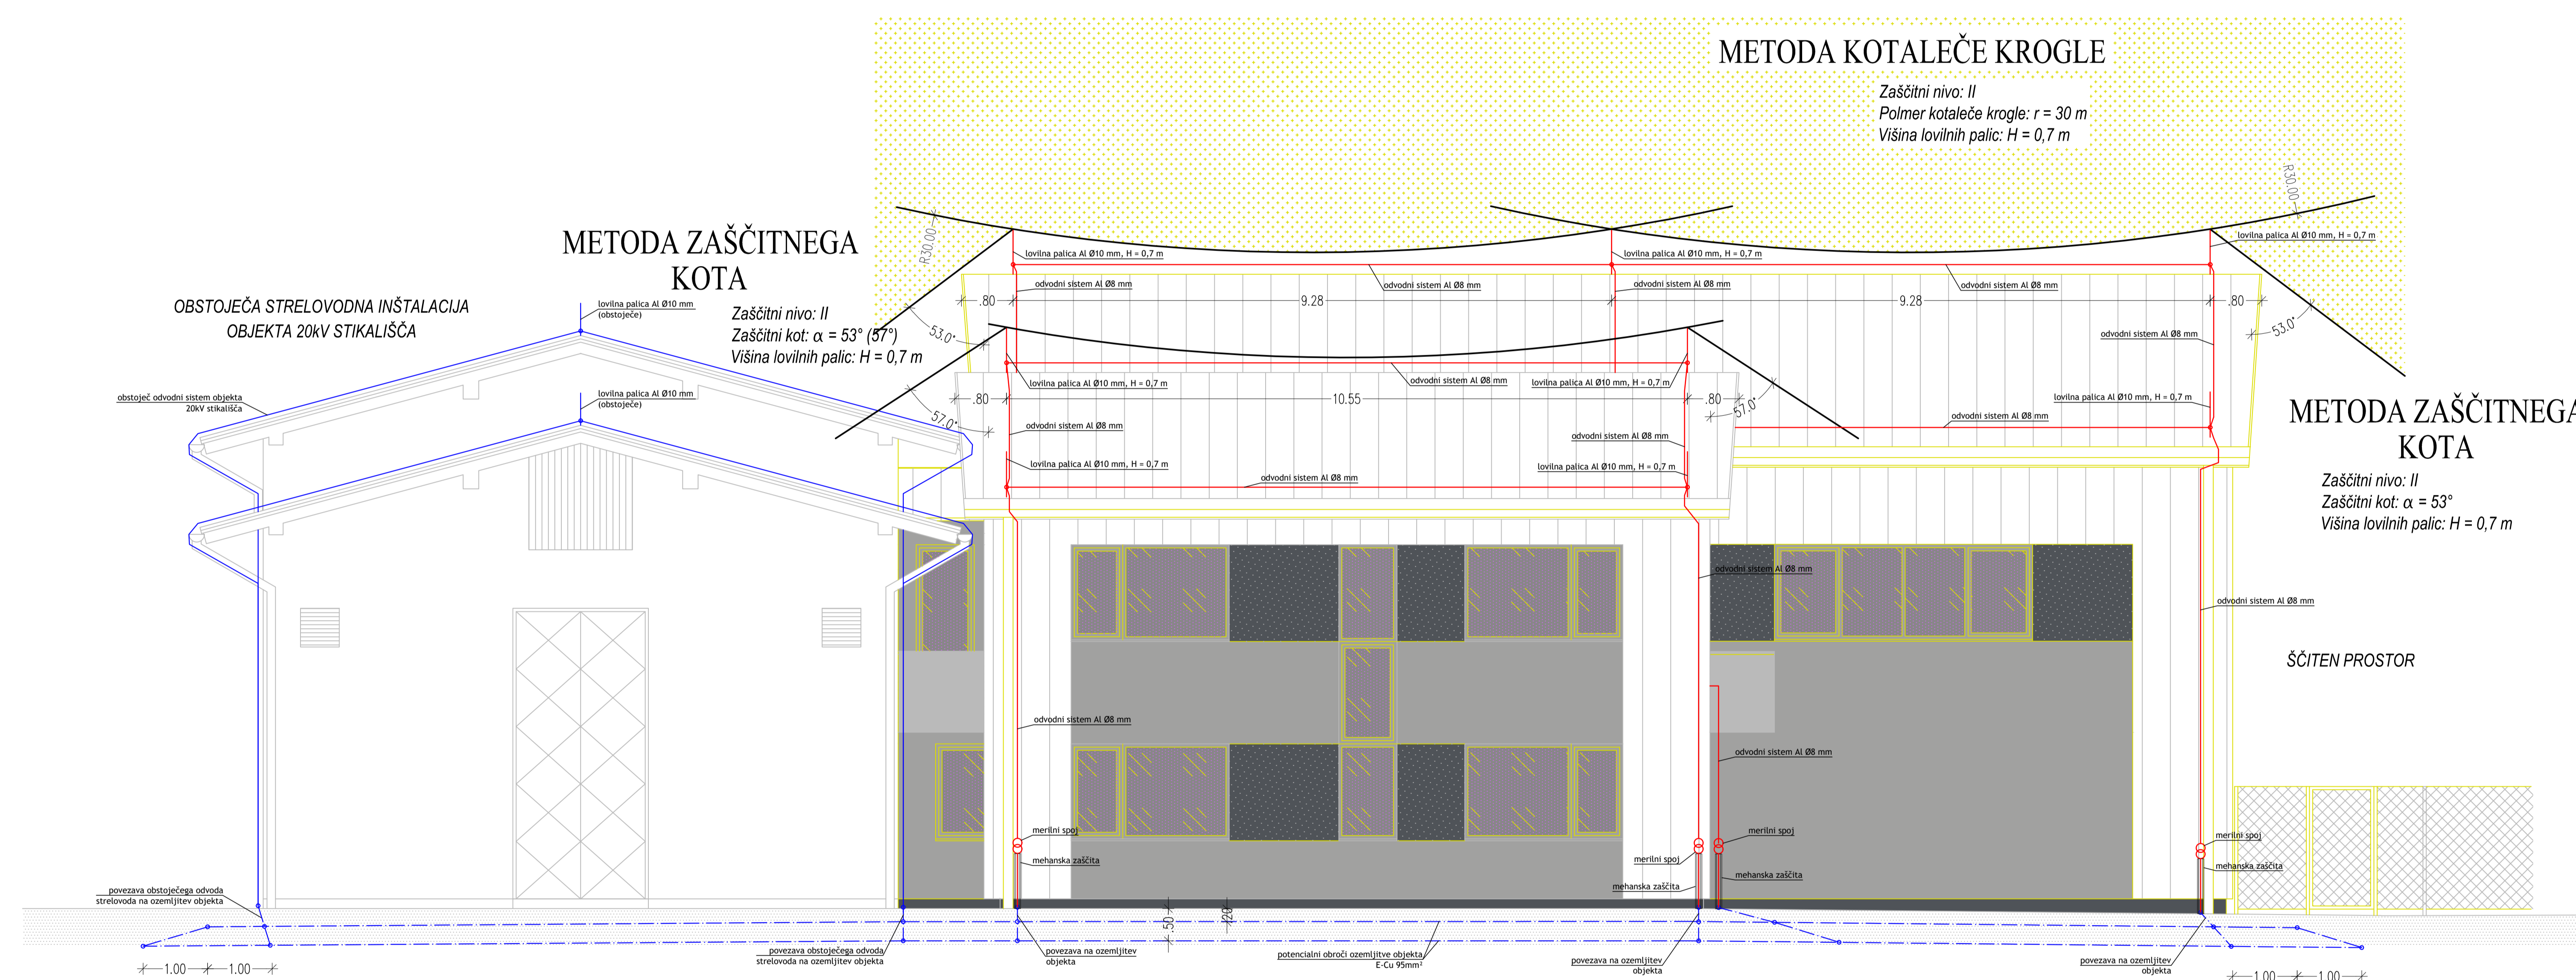 METODA KOTALEČE KROGLE
Zaščitni nivo: II
Polmer kotaleče krogle: r = 30 m
Višina lovilnih palic: H = 0,7 m
R30.00
R30.00
METODA ZAŠČITNEGA
KOTA
Zaščitni nivo: II
Zaščitni kot: α = 53° (57°)
Višina lovilnih palic: H = 0,7 m
OBSTOJEČA STRELOVODNA INŠTALACIJA
OBJEKTA 20kV STIKALIŠČA
lovilna palica Al Ø10 mm
(obstoječe)
lovilna palica Al Ø10 mm
(obstoječe)
obstoječ odvodni sistem objekta
20kV stikališča
lovilna palica Al Ø10 mm, H = 0,7 m
lovilna palica Al Ø10 mm, H = 0,7 m
lovilna palica Al Ø10 mm, H = 0,7 m
odvodni sistem Al Ø8 mm
odvodni sistem Al Ø8 mm
odvodni sistem Al Ø8 mm
odvodni sistem Al Ø8 mm
.80
9.28
9.28
.80
53.0°
53.0°
odvodni sistem Al Ø8 mm
lovilna palica Al Ø10 mm, H = 0,7 m
odvodni sistem Al Ø8 mm
lovilna palica Al Ø10 mm, H = 0,7 m
.80
10.55
.80
57.0°
57.0°
lovilna palica Al Ø10 mm, H = 0,7 m
odvodni sistem Al Ø8 mm
odvodni sistem Al Ø8 mm
odvodni sistem Al Ø8 mm
lovilna palica Al Ø10 mm, H = 0,7 m
lovilna palica Al Ø10 mm, H = 0,7 m
odvodni sistem Al Ø8 mm
METODA ZAŠČITNEGA
KOTA
Zaščitni nivo: II
Zaščitni kot: α = 53°
Višina lovilnih palic: H = 0,7 m
odvodni sistem Al Ø8 mm
odvodni sistem Al Ø8 mm
ŠČITEN PROSTOR
odvodni sistem Al Ø8 mm
odvodni sistem Al Ø8 mm
merilni spoj
mehanska zaščita
merilni spoj
mehanska zaščita
merilni spoj
mehanska zaščita
merilni spoj
mehanska zaščita
povezava obstoječega odvoda
strelovoda na ozemljitev objekta
.50
.20
povezava obstoječega odvoda
strelovoda na ozemljitev objekta
povezava na ozemljitev
objekta
potencialni obroči ozemljitve objekta
E-Cu 95mm²
povezava na ozemljitev
objekta
povezava na ozemljitev
objekta
1.00
1.00
1.00
1.00